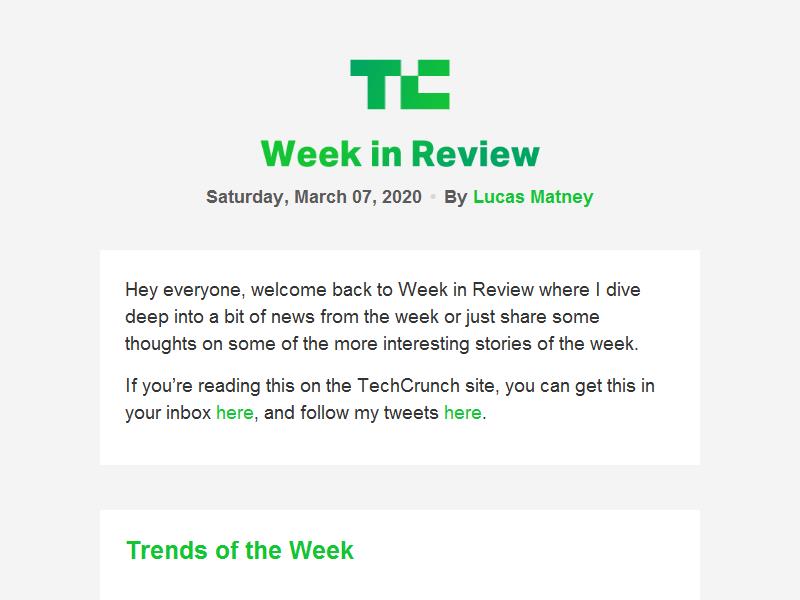 TC
Week in Review
Saturday, March 07, 2020 • By Lucas Matney
Hey everyone, welcome back to Week in Review where I dive
deep into a bit of news from the week or just share some
thoughts on some of the more interesting stories of the week.
If you’re reading this on the TechCrunch site, you can get this in
your inbox here, and follow my tweets here.
Trends of the Week